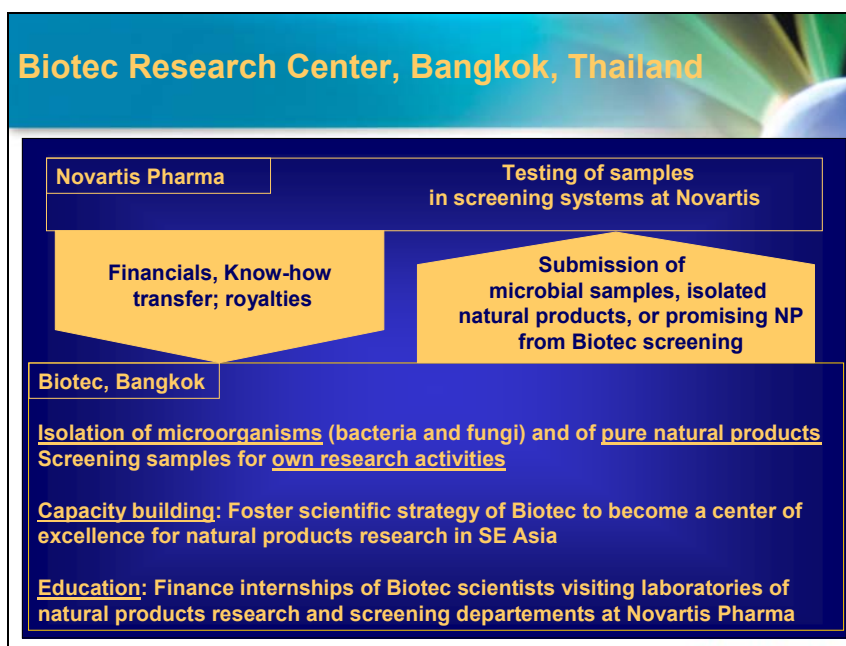 Biotec Research Center, Bangkok, Thailand
Novartis Pharma
Testing of samples
in screening systems at Novartis
Financials, Know-how
transfer; royalties
Submission of
microbial samples, isolated
natural products, or promising NP
from Biotec screening
Biotec, Bangkok
Isolation of microorganisms (bacteria and fungi) and of pure natural products
Screening samples for own research activities
Capacity building: Foster scientific strategy of Biotec to become a center of
excellence for natural products research in SE Asia
Education: Finance internships of Biotec scientists visiting laboratories of
natural products research and screening departements at Novartis Pharma